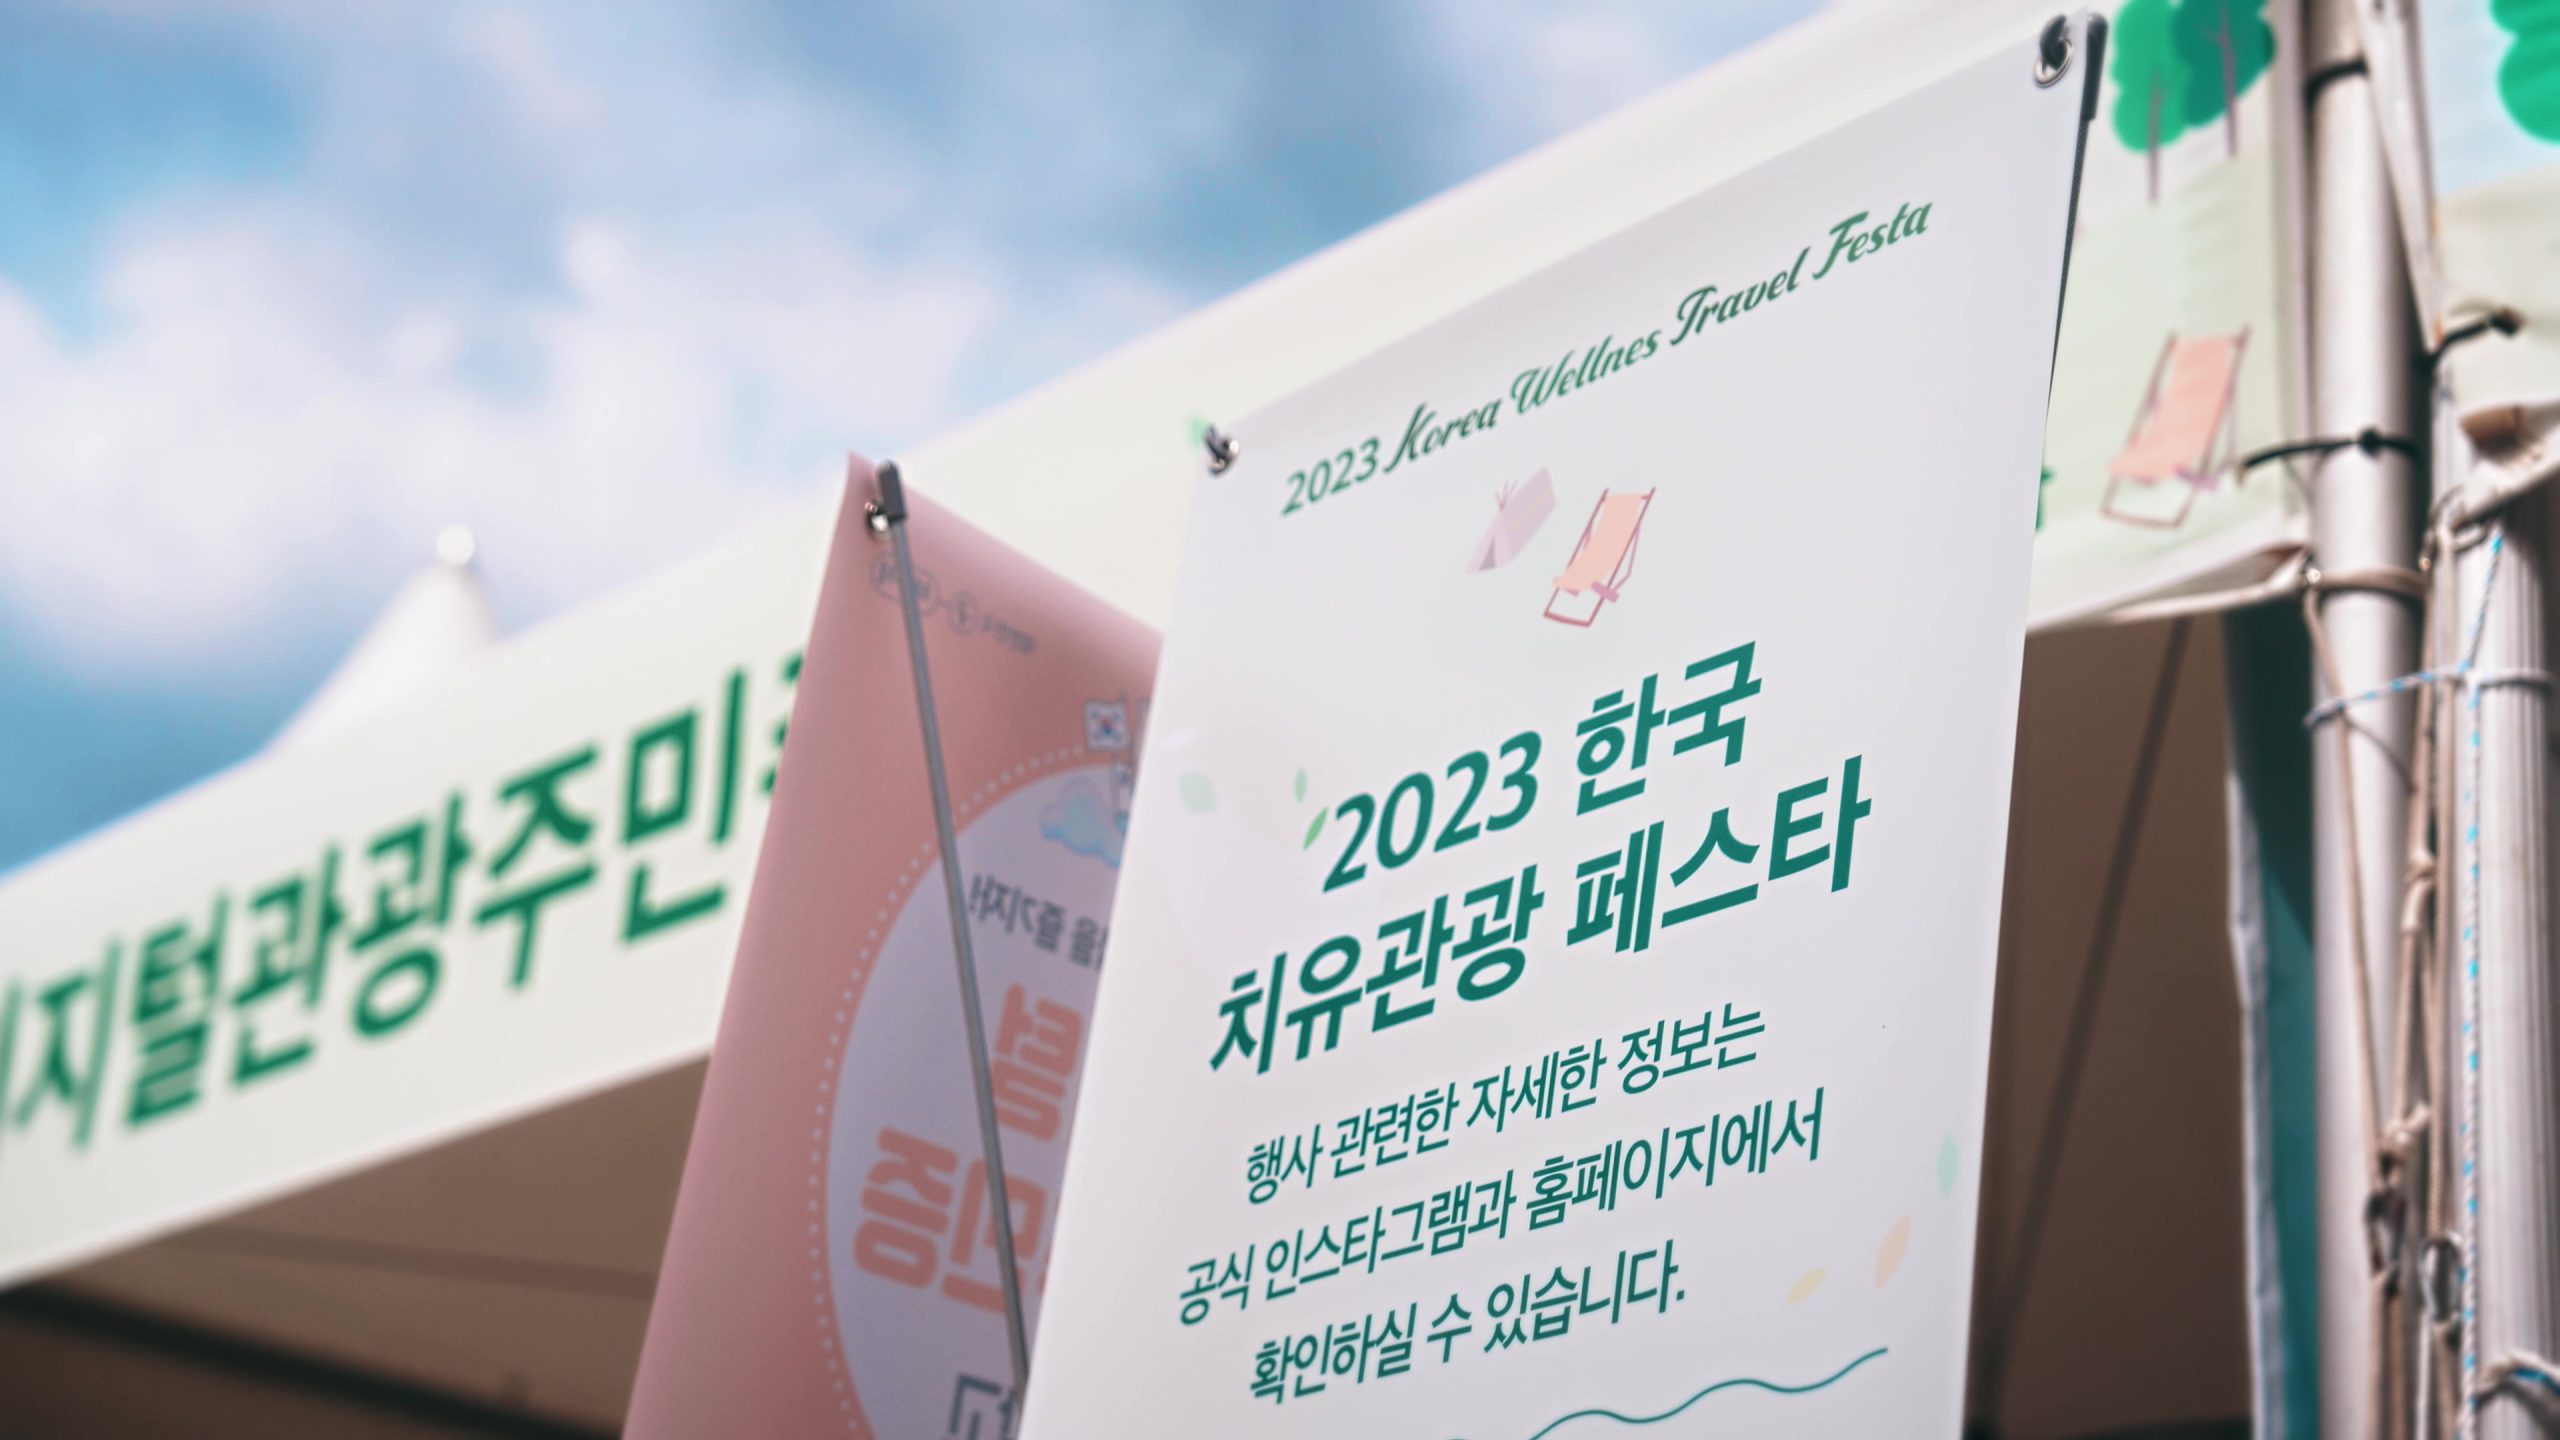 2023 Korea Wellnes Travel Festa
2023 한국
치유관광 페스타
행사 관련한 자세한 정보는
공식 인스타그램과 홈페이지에서
확인하실 수 있습니다.
디지털관광주민